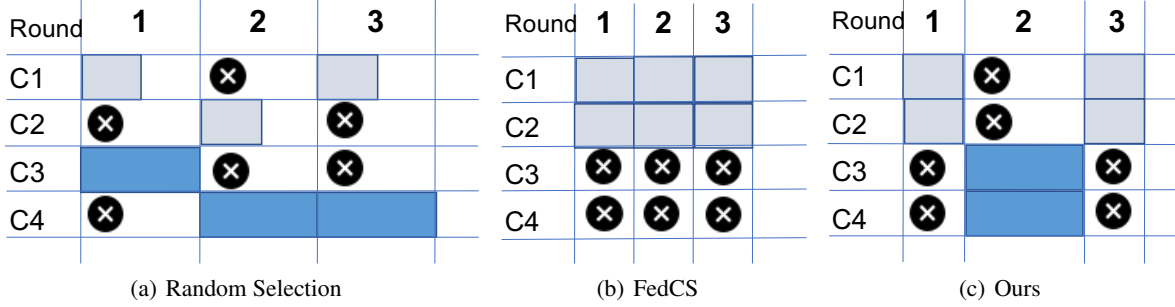 Round 1 2 3
C1
C2
C3
C4
(a) Random Selection
Round 1 2 3
C1
C2
C3
C4
(b) FedCS
Round 1 2 3
C1
C2
C3
C4
(c) Ours